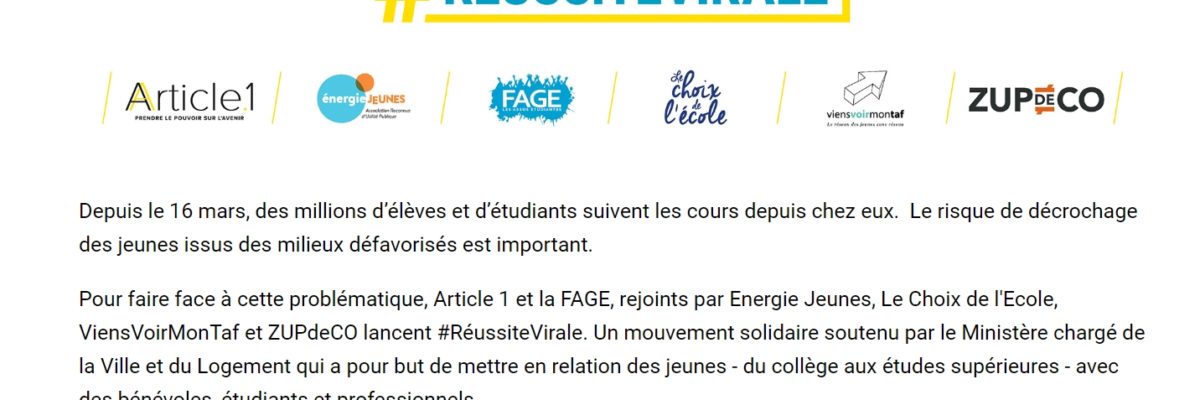 #RÉUSSITEVIRALE
Article.1
PRENDRE LE POUVOIR SUR L'AVENIR
énergie JEUNES
Association Reconnue
d'Utilité Publique
FAGE
LES ASSOS ÉTUDIANTES
Le
choix
de
l'école
viensvoirmontaf
Le réseau des jeunes sans réseau
ZUPDECO
Depuis le 16 mars, des millions d’élèves et d’étudiants suivent les cours depuis chez eux.  Le risque de décrochage
des jeunes issus des milieux défavorisés est important.
Pour faire face à cette problématique, Article 1 et la FAGE, rejoints par Energie Jeunes, Le Choix de l'Ecole,
ViensVoirMonTaf et ZUPdeCO lancent #RéussiteVirale. Un mouvement solidaire soutenu par le Ministère chargé de
la Ville et du Logement qui a pour but de mettre en relation des jeunes - du collège aux études supérieures - avec
des bénévoles, étudiants et professionnels.